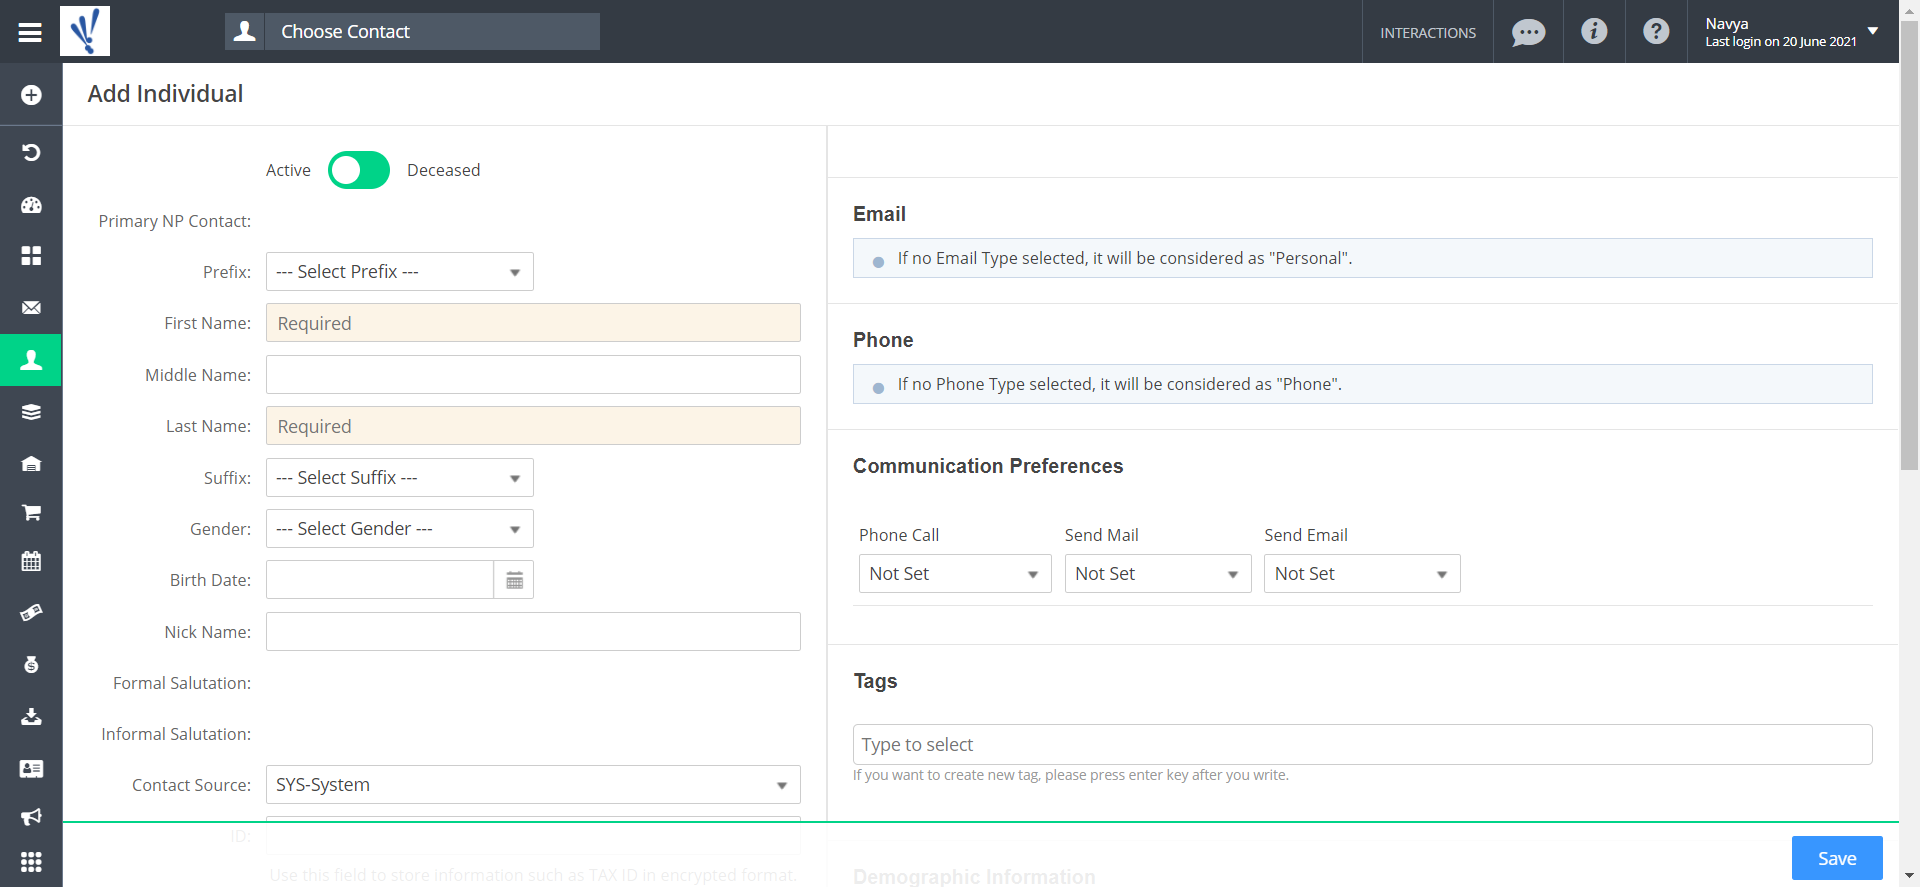 Choose Contact
INTERACTIONS
Navya
Last login on 20 June 2021
Add Individual
Active
Deceased
Primary NP Contact:
Prefix: --- Select Prefix ---
First Name: Required
Middle Name:
Last Name: Required
Suffix: --- Select Suffix ---
Gender: --- Select Gender ---
Birth Date:
Nick Name:
Formal Salutation:
Informal Salutation:
Contact Source: SYS-System
ID:
Use this field to store information such as TAX ID in encrypted format.
Email
If no Email Type selected, it will be considered as "Personal".
Phone
If no Phone Type selected, it will be considered as "Phone".
Communication Preferences
Phone Call Send Mail Send Email
Not Set Not Set Not Set
Tags
Type to select
If you want to create new tag, please press enter key after you write.
Demographic Information
Save